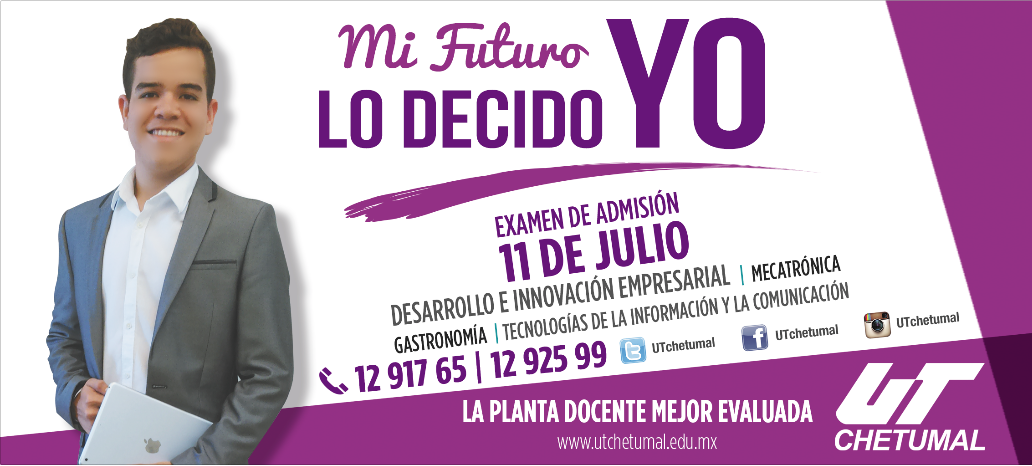 Mi Futuro
LO DECIDO YO
EXAMEN DE ADMISIÓN
11 DE JULIO
DESARROLLO E INNOVACIÓN EMPRESARIAL | MECATRÓNICA
GASTRONOMÍA | TECNOLOGÍAS DE LA INFORMACIÓN Y LA COMUNICACIÓN
12 917 65 | 12 925 99 UTchetumal UTchetumal UTchetumal
LA PLANTA DOCENTE MEJOR EVALUADA
www.utchetumal.edu.mx
UT
CHETUMAL